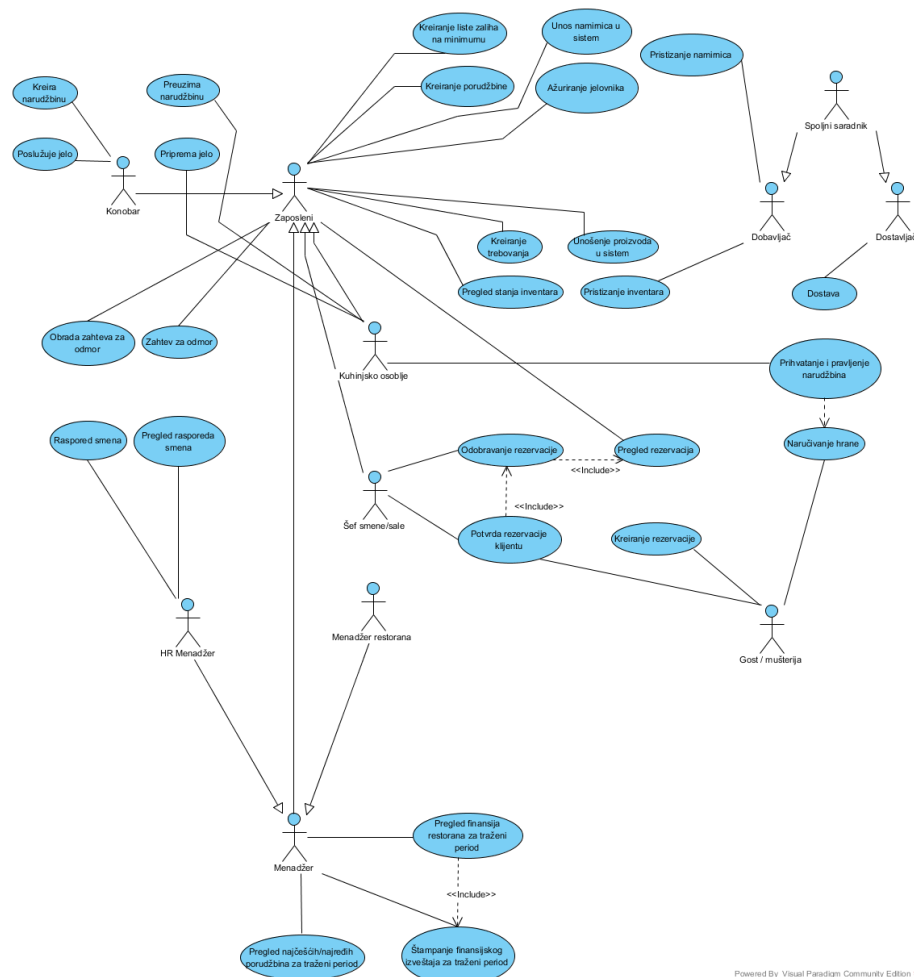 Kreiranje liste zaliha
na minimumu
Unos namirnica u
sistem
Pristizanje namirnica
Kreira
narudžbinu
Preuzima
narudžbinu
Kreiranje porudžbine
Ažuriranje jelovnika
Spoljni saradnik
Poslužuje jelo
Priprema jelo
Konobar
Zaposleni
Dobavljač
Dostavljač
Kreiranje
trebovanja
Unošenje proizvoda
u sistem
Pregled stanja inventara
Pristizanje inventara
Dostava
Obrada zahteva za
odmor
Zahtev za odmor
Kuhinjsko osoblje
Prihvatanje i pravljenje
narudžbina
Raspored smena
Pregled rasporeda
smena
Odobravanje rezervacije
Pregled rezervacija
Naručivanje hrane
<<Include>>
<<Include>>
Šef smene/sale
Potvrda rezervacije
klijentu
Kreiranje rezervacije
HR Menadžer
Menadžer restorana
Gost / mušterija
Pregled finansija
restorana za traženi
period
Menadžer
<<Include>>
Pregled najčešćih/najređih
porudžbina za traženi period
Štampanje finansijskog
izveštaja za traženi period
Powered By Visual Paradigm Community Edition